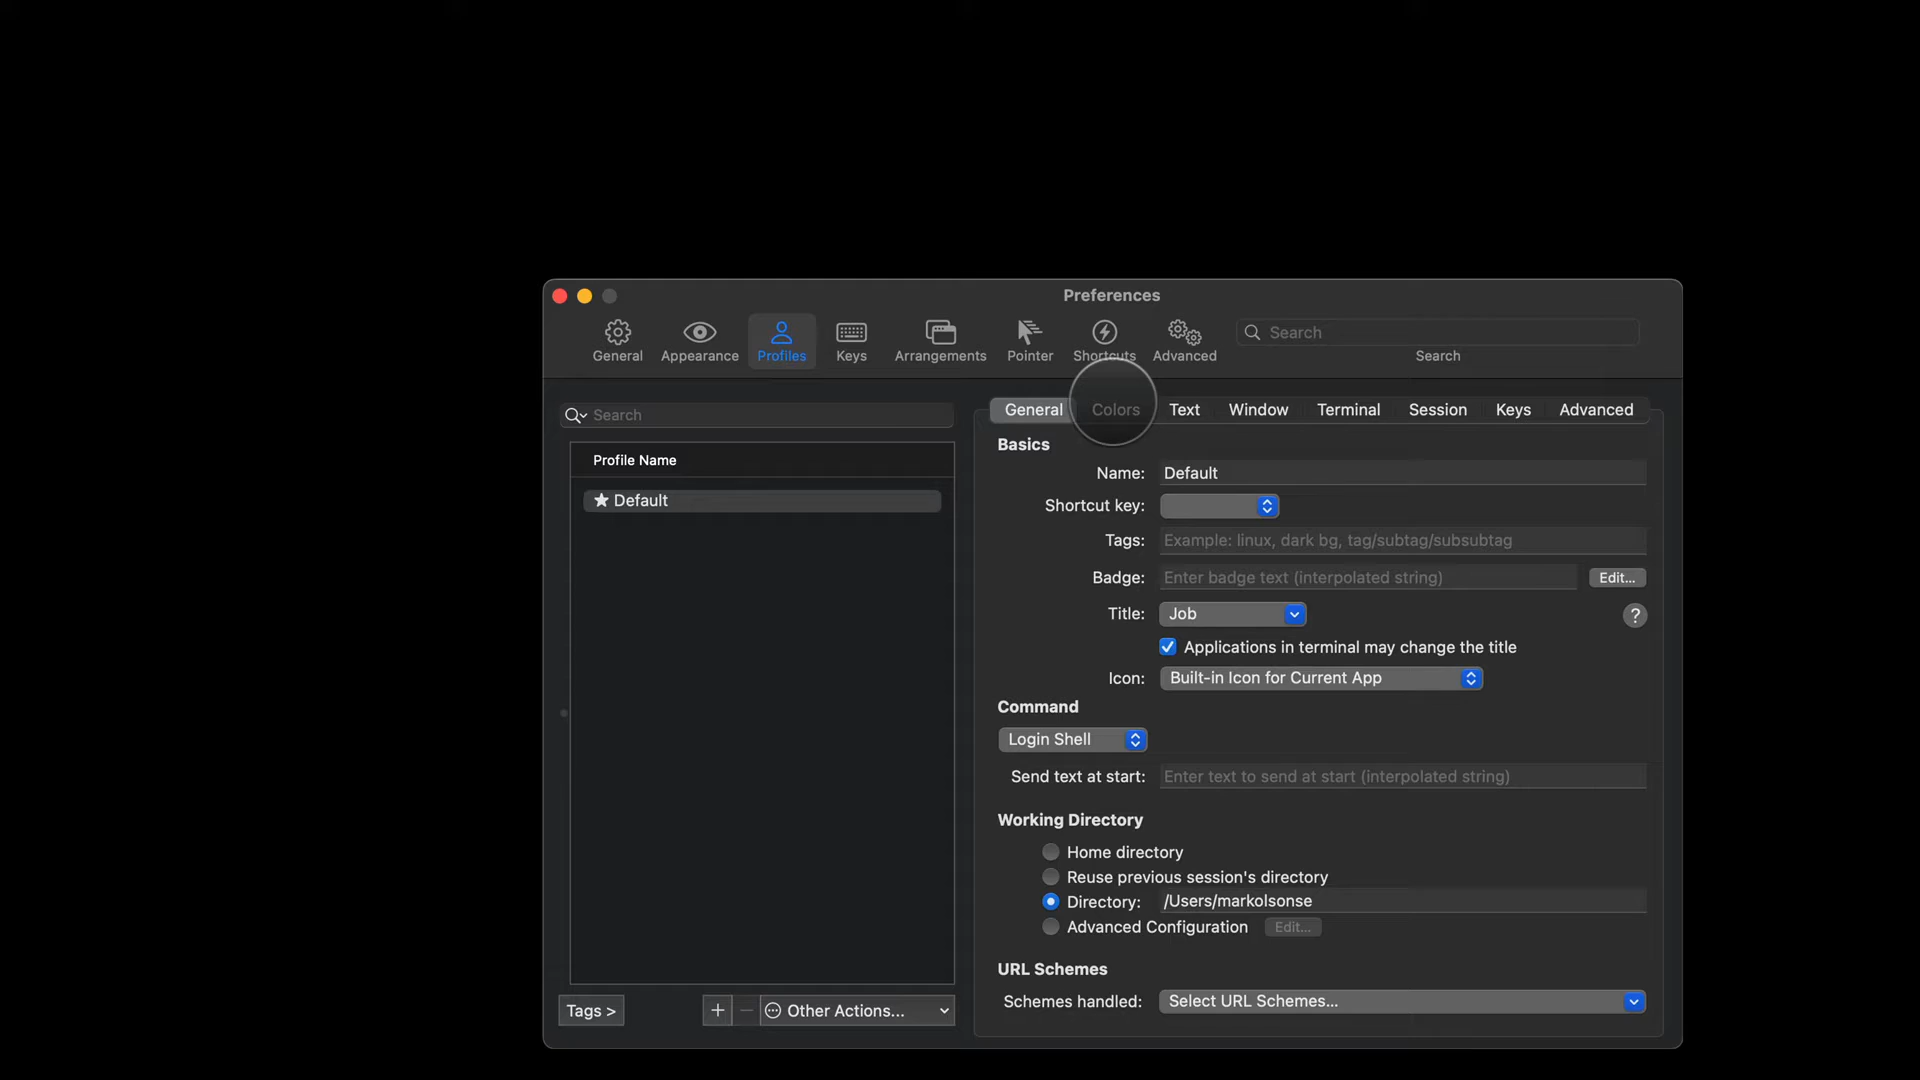 Preferences
General
Appearance
Profiles
Keys
Arrangements
Pointer
Shortcuts
Advanced
Search
Search
Search
Profile Name
Default
Tags >
+
−
Other Actions...
General
Colors
Text
Window
Terminal
Session
Keys
Advanced
Basics
Name: Default
Shortcut key:
Tags: Example: linux, dark bg, tag/subtag/subsubtag
Badge: Enter badge text (interpolated string) Edit...
Title: Job ?
Applications in terminal may change the title
Icon: Built-in Icon for Current App
Command
Login Shell
Send text at start: Enter text to send at start (interpolated string)
Working Directory
Home directory
Reuse previous session's directory
Directory: /Users/markolsonse
Advanced Configuration Edit...
URL Schemes
Schemes handled: Select URL Schemes...